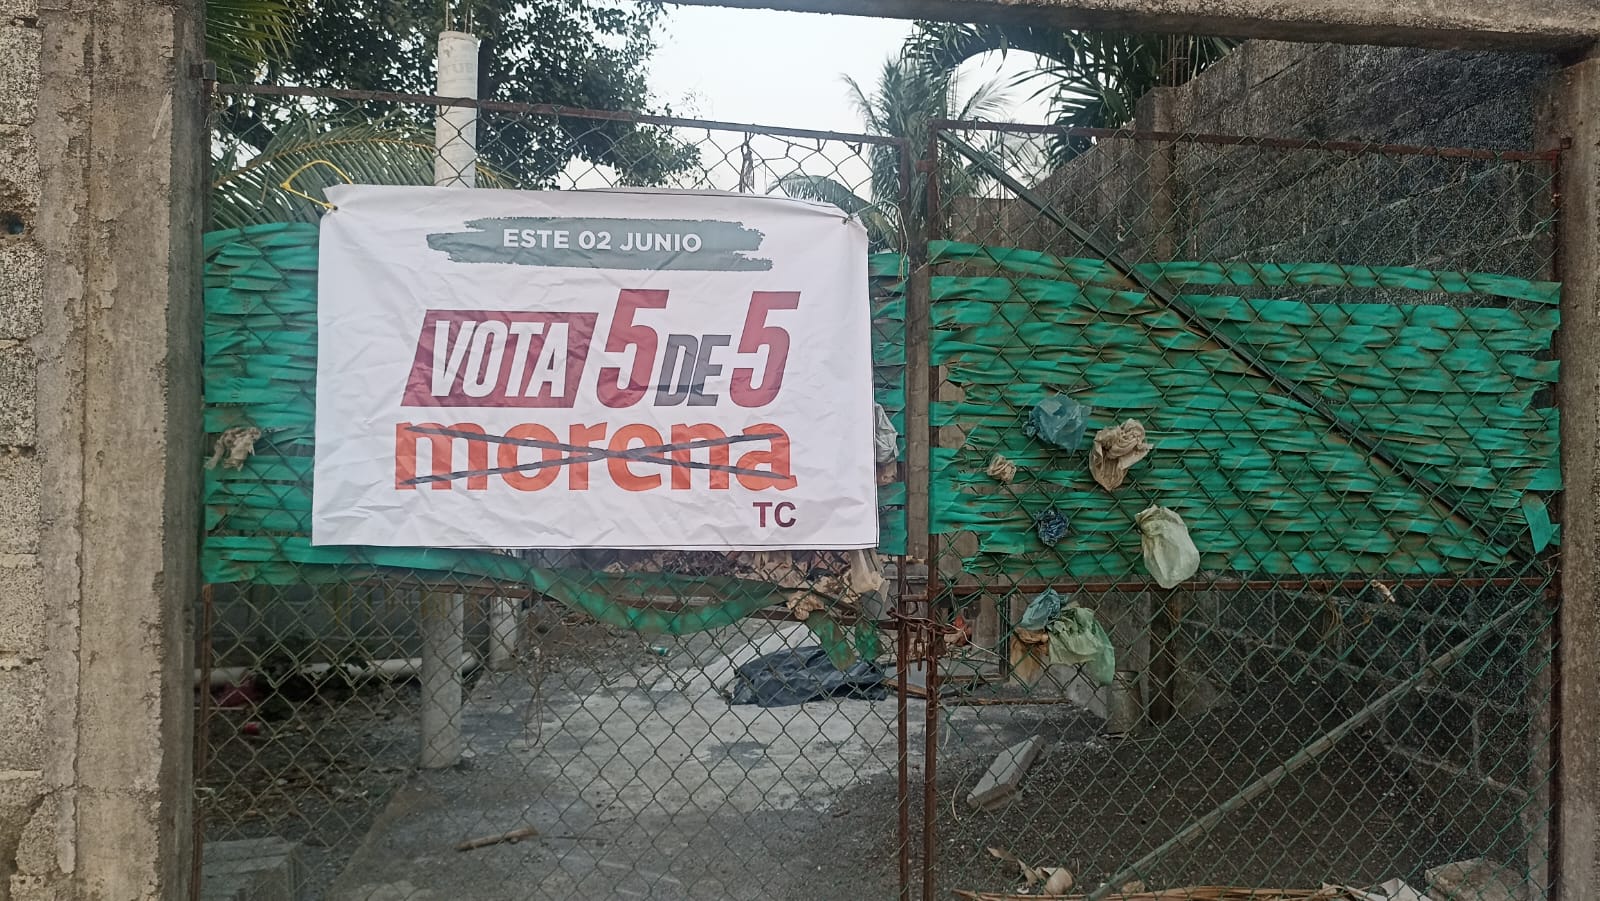 ESTE 02 JUNIO
VOTA 5 DE 5
morena
TC